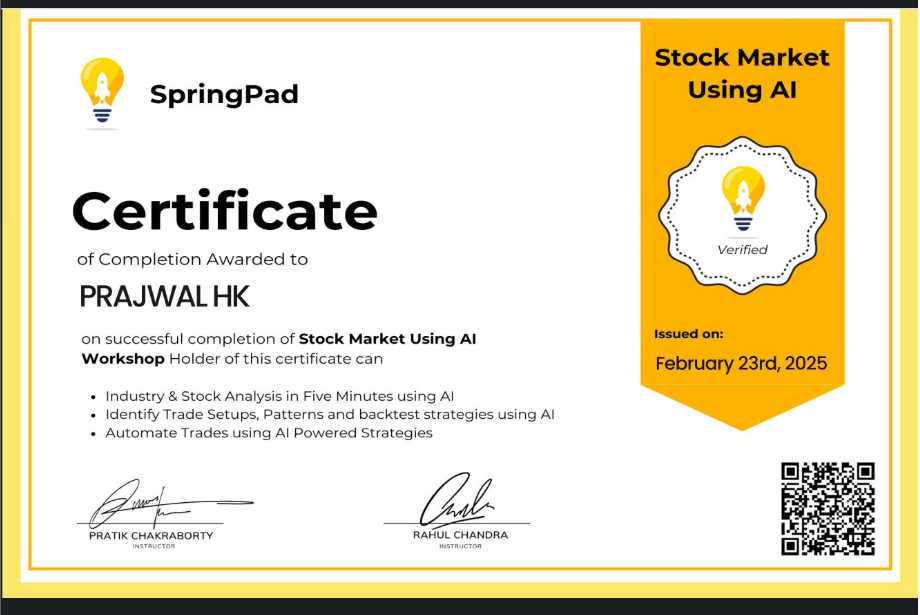 SpringPad
Certificate
of Completion Awarded to
PRAJWAL HK
on successful completion of Stock Market Using AI
Workshop Holder of this certificate can
• Industry & Stock Analysis in Five Minutes using AI
• Identify Trade Setups, Patterns and backtest strategies using AI
• Automate Trades using AI Powered Strategies
PRATIK CHAKRABORTY
INSTRUCTOR
RAHUL CHANDRA
INSTRUCTOR
Stock Market
Using AI
Verified
Issued on:
February 23rd, 2025